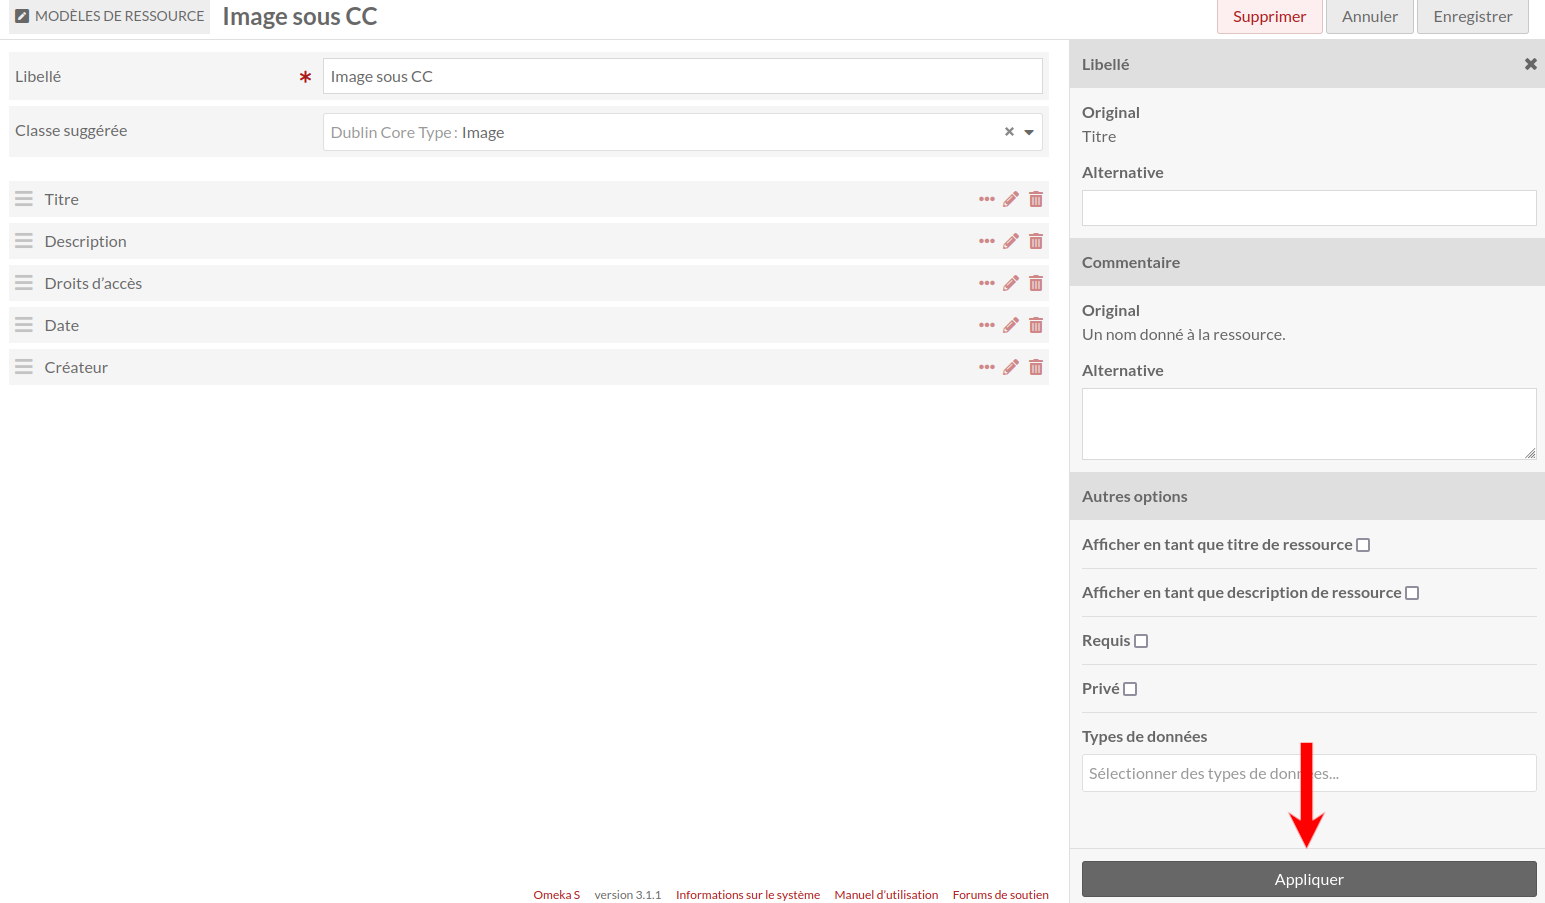 MODÈLES DE RESSOURCE Image sous CC
Supprimer Annuler Enregistrer
Libellé * Image sous CC
Classe suggérée Dublin Core Type : Image
Titre
Description
Droits d’accès
Date
Créateur
Libellé
Original
Titre
Alternative
Commentaire
Original
Un nom donné à la ressource.
Alternative
Autres options
Afficher en tant que titre de ressource
Afficher en tant que description de ressource
Requis
Privé
Types de données
Sélectionner des types de données...
Appliquer
Omeka S version 3.1.1 Informations sur le système Manuel d’utilisation Forums de soutien